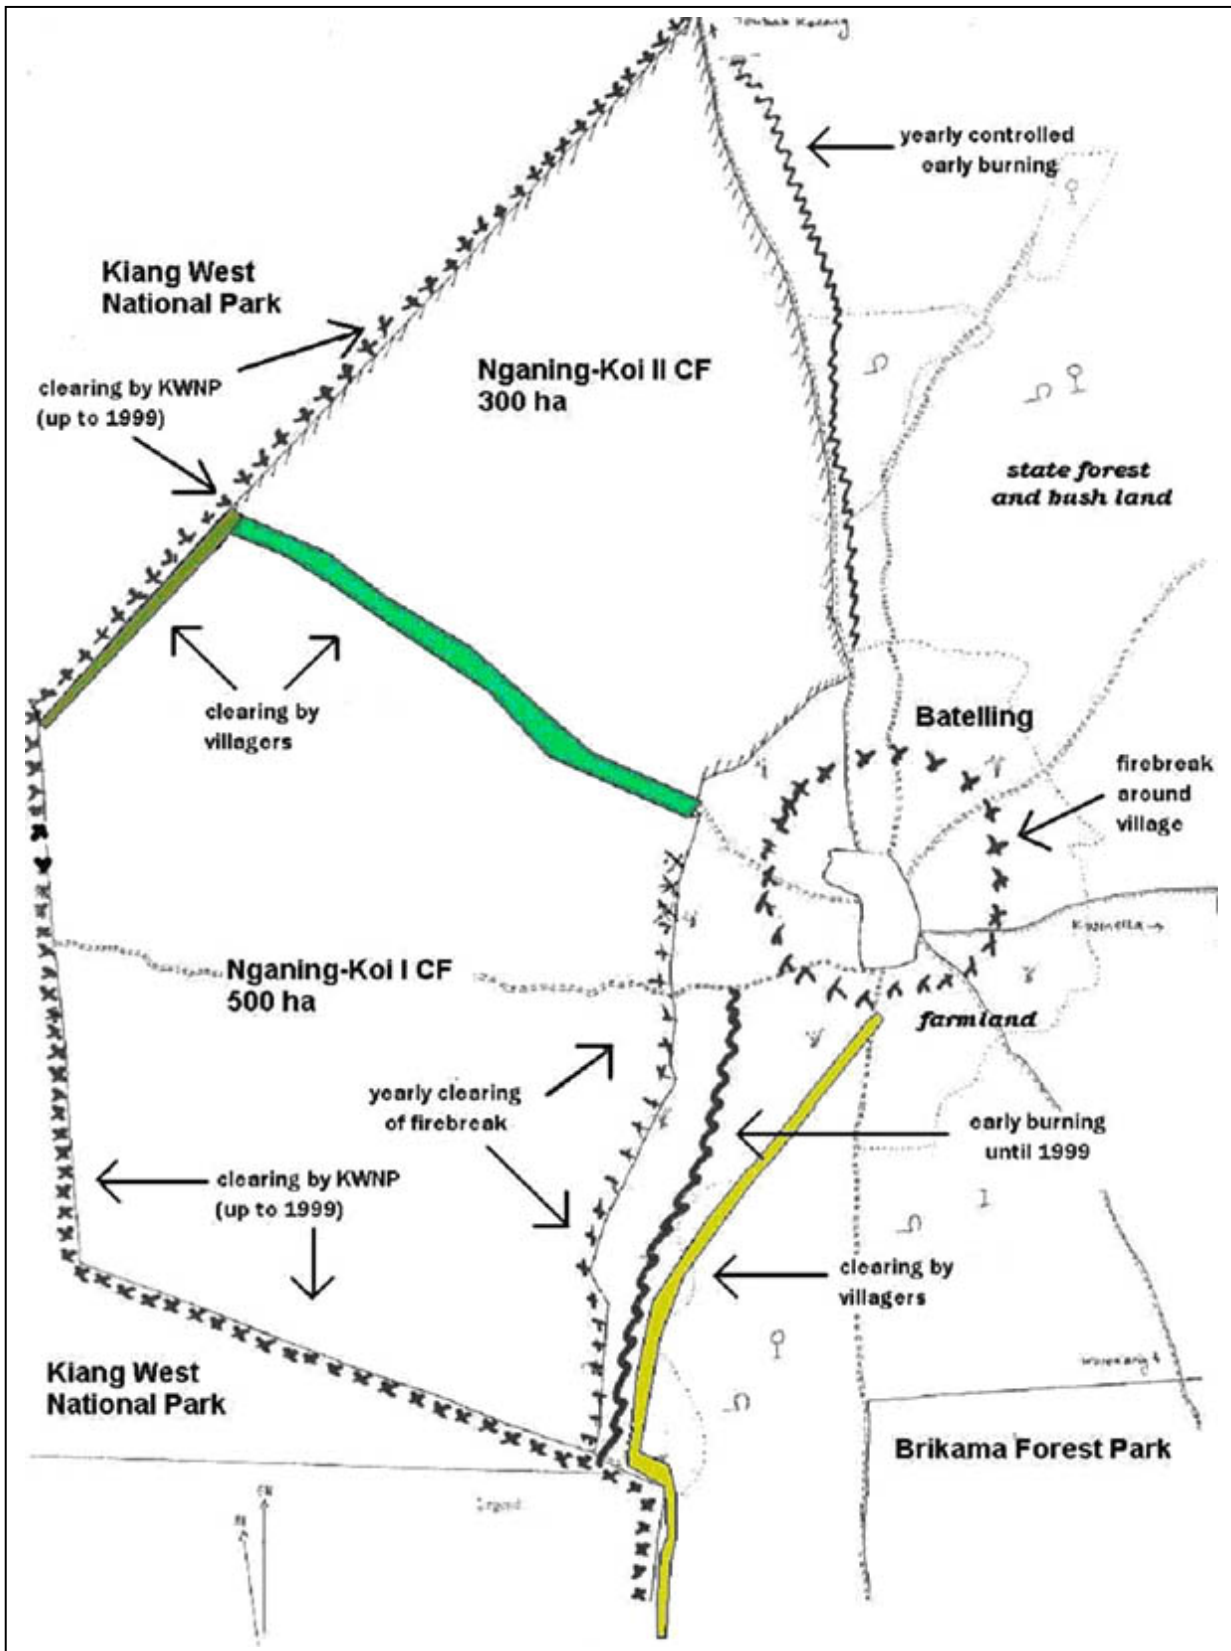 yearly controlled
early burning
Kiang West
National Park
clearing by KWNP
(up to 1999)
Nganing-Koi II CF
300 ha
state forest
and bush land
clearing by
villagers
Batelling
firebreak
around
village
Nganing-Koi I CF
500 ha
farmland
yearly clearing
of firebreak
early burning
until 1999
clearing by KWNP
(up to 1999)
clearing by
villagers
Kiang West
National Park
Brikama Forest Park
Legend